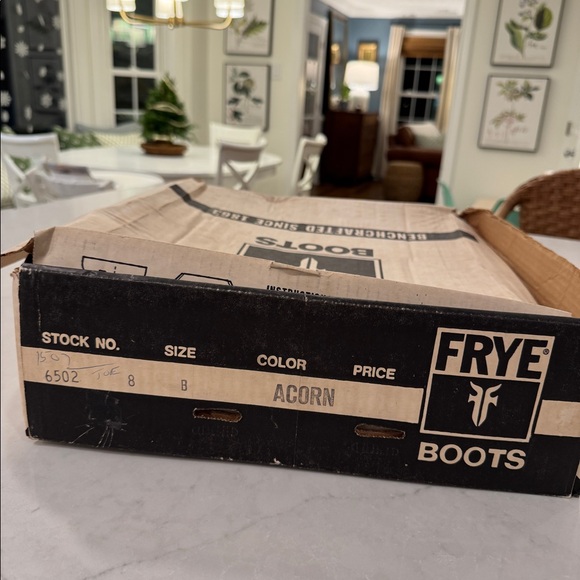 BENCHCRAFTED SINCE 1863
BOOTS
STOCK NO. SIZE COLOR PRICE
6502 8 B ACORN
FRYE®
BOOTS